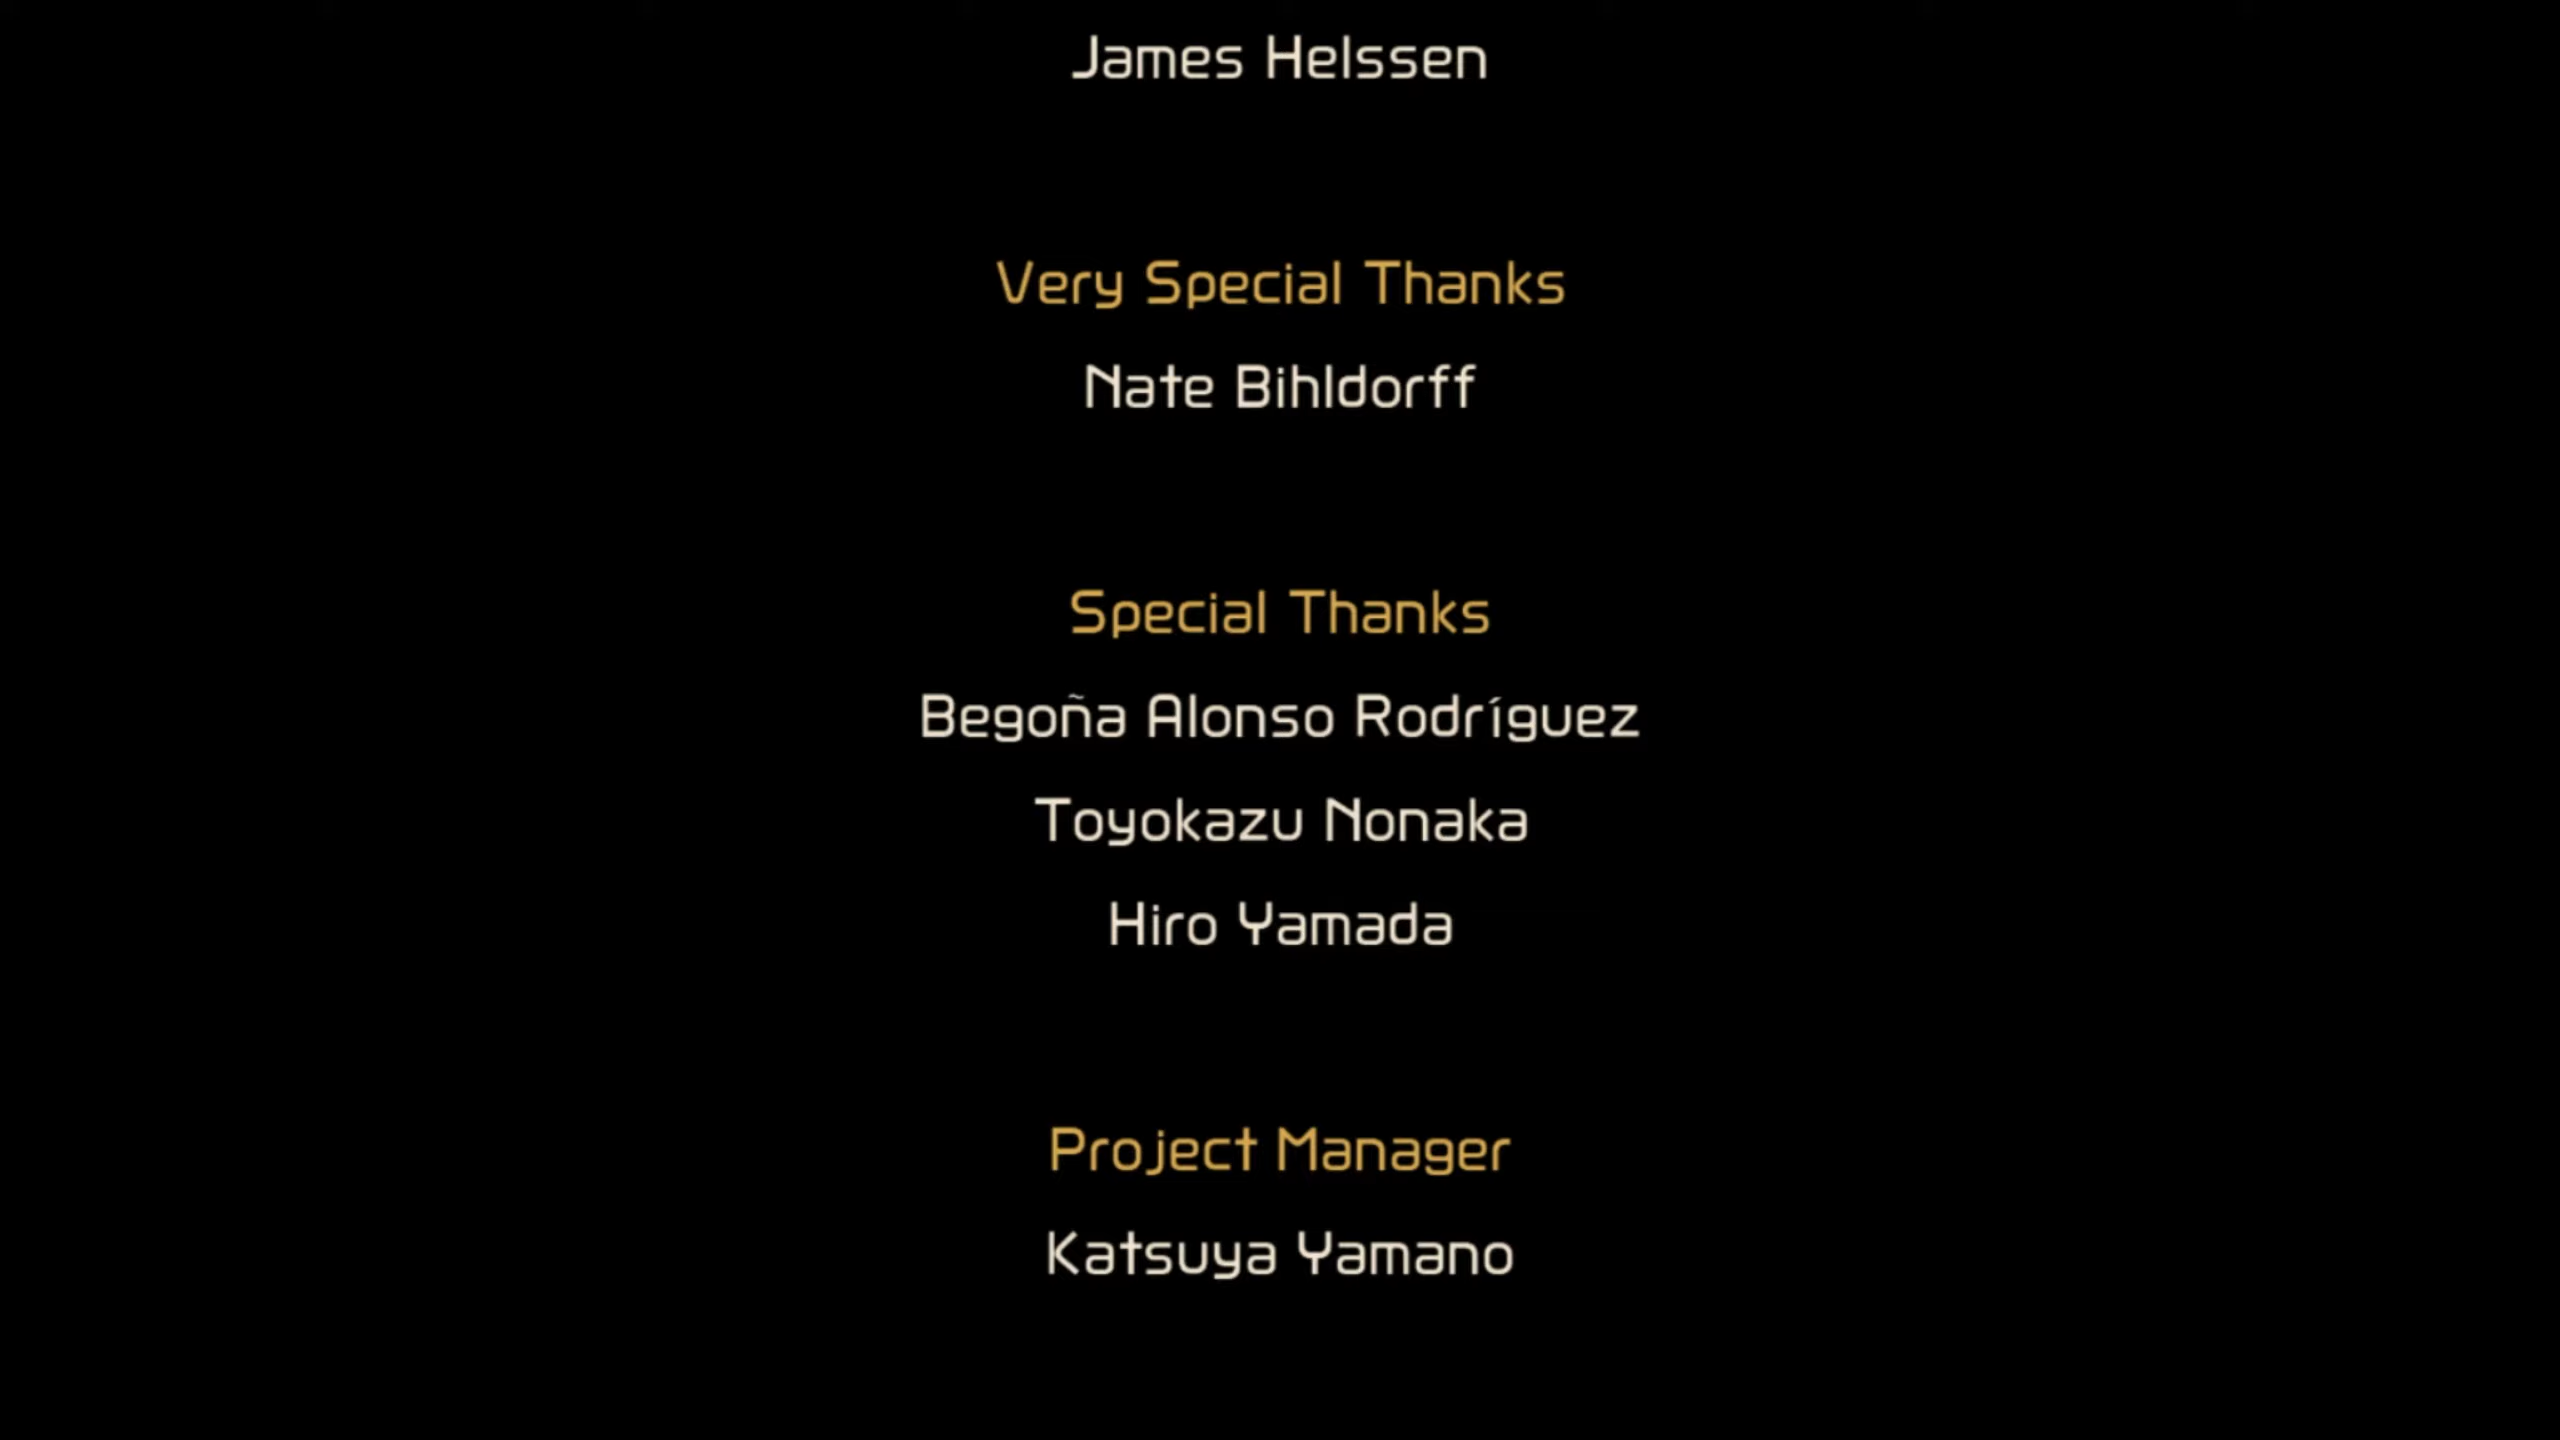 James Helssen
Very Special Thanks
Nate Bihldorff
Special Thanks
Begoña Alonso Rodríguez
Toyokazu Nonaka
Hiro Yamada
Project Manager
Katsuya Yamano